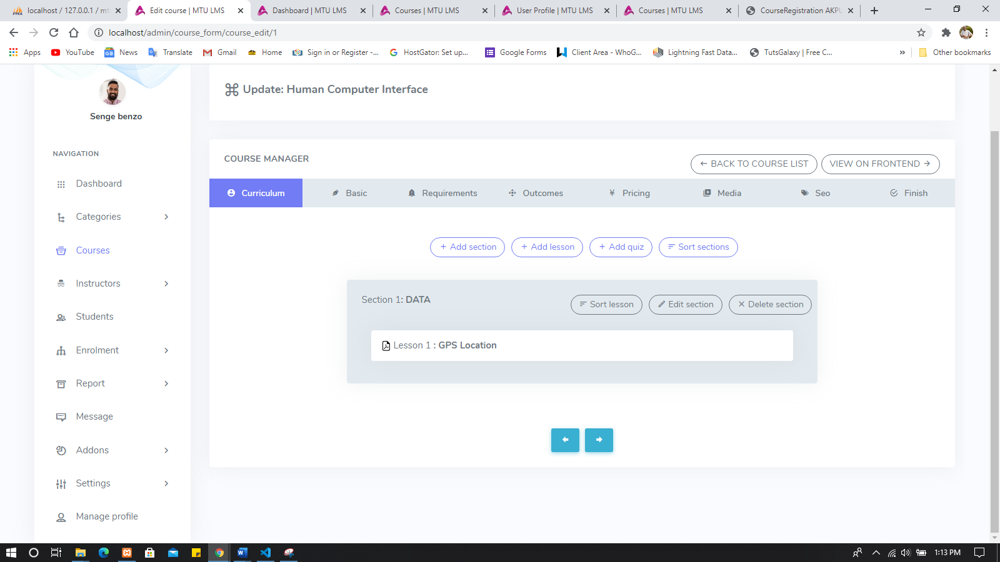 localhost / 127.0.0.1 / mt
Edit course | MTU LMS
Dashboard | MTU LMS
Courses | MTU LMS
User Profile | MTU LMS
Courses | MTU LMS
CourseRegistration AKPU
localhost/admin/course_form/course_edit/1
Apps
YouTube
News
Translate
Gmail
Home
Sign in or Register -...
HostGator: Set up...
Google Forms
Client Area - WhoG...
Lightning Fast Data...
TutsGalaxy | Free C...
»
Other bookmarks
Senge benzo
NAVIGATION
Dashboard
Categories
Courses
Instructors
Students
Enrolment
Report
Message
Addons
Settings
Manage profile
Update: Human Computer Interface
COURSE MANAGER
← BACK TO COURSE LIST
VIEW ON FRONTEND →
Curriculum
Basic
Requirements
Outcomes
¥ Pricing
Media
Seo
Finish
+ Add section
+ Add lesson
+ Add quiz
Sort sections
Section 1: DATA
Sort lesson
Edit section
× Delete section
Lesson 1 : GPS Location
1:13 PM